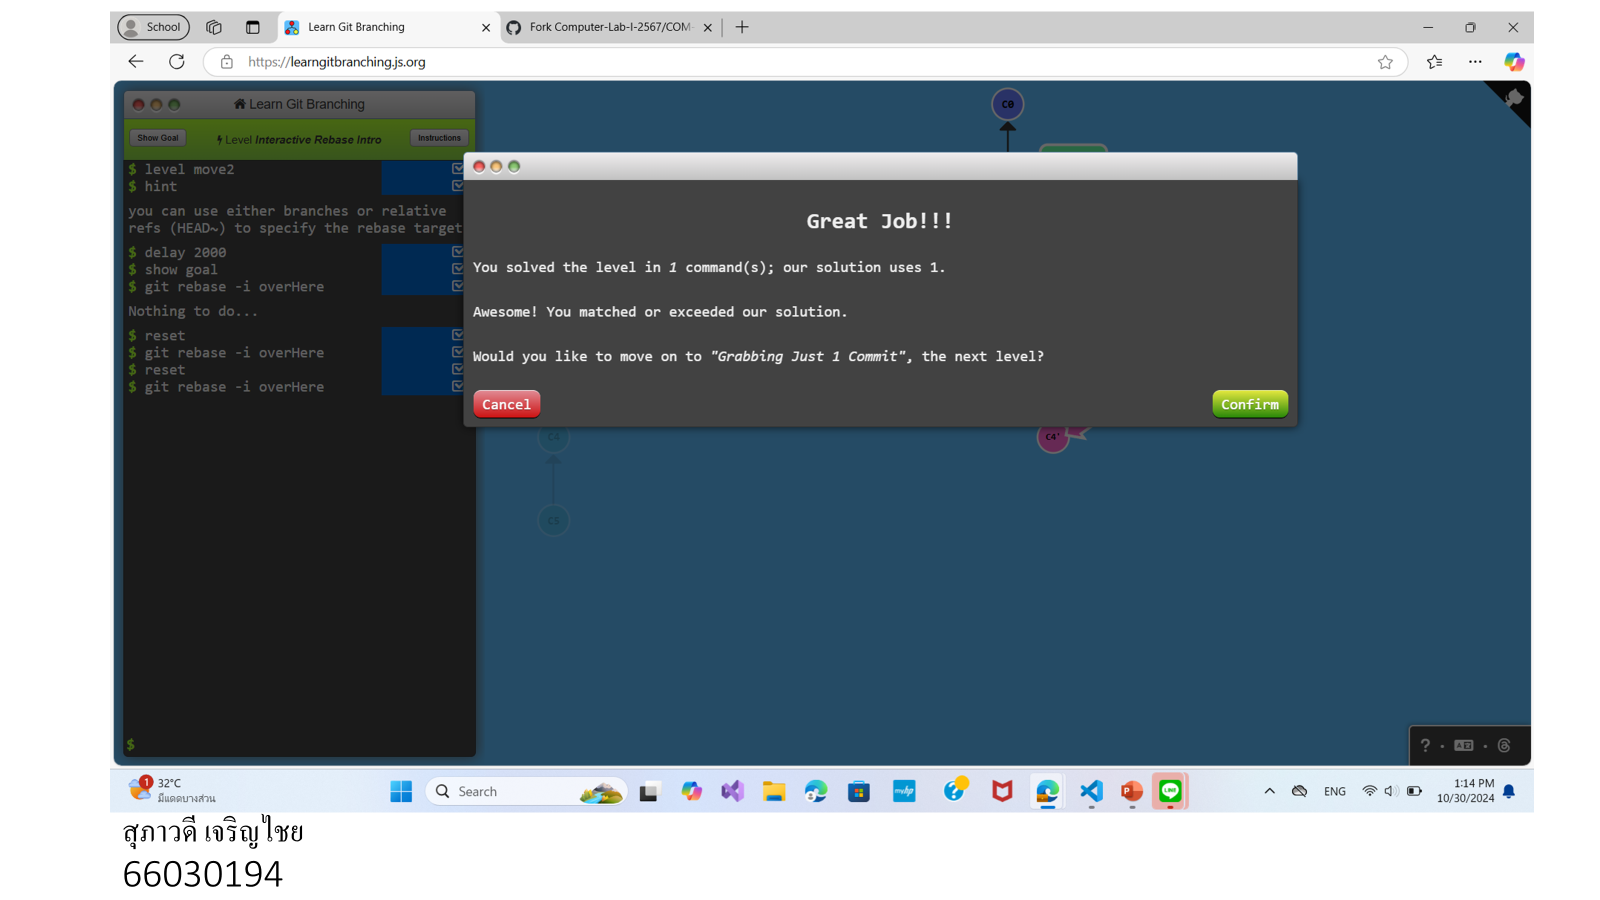 School
Learn Git Branching
Fork Computer-Lab-I-2567/COM-
https://learngitbranching.js.org
Learn Git Branching
Show Goal
Level Interactive Rebase Intro
Instructions
$ level move2
$ hint
you can use either branches or relative
refs (HEAD~) to specify the rebase target
$ delay 2000
$ show goal
$ git rebase -i overHere
Nothing to do...
$ reset
$ git rebase -i overHere
$ reset
$ git rebase -i overHere
$
C0
Great Job!!!
You solved the level in 1 command(s); our solution uses 1.
Awesome! You matched or exceeded our solution.
Would you like to move on to "Grabbing Just 1 Commit", the next level?
Cancel
Confirm
C4
C4'
C5
?
1
32°C
มีแดดบางส่วน
Search
ENG
1:14 PM
10/30/2024
สุภาวดี เจริญไชย
66030194